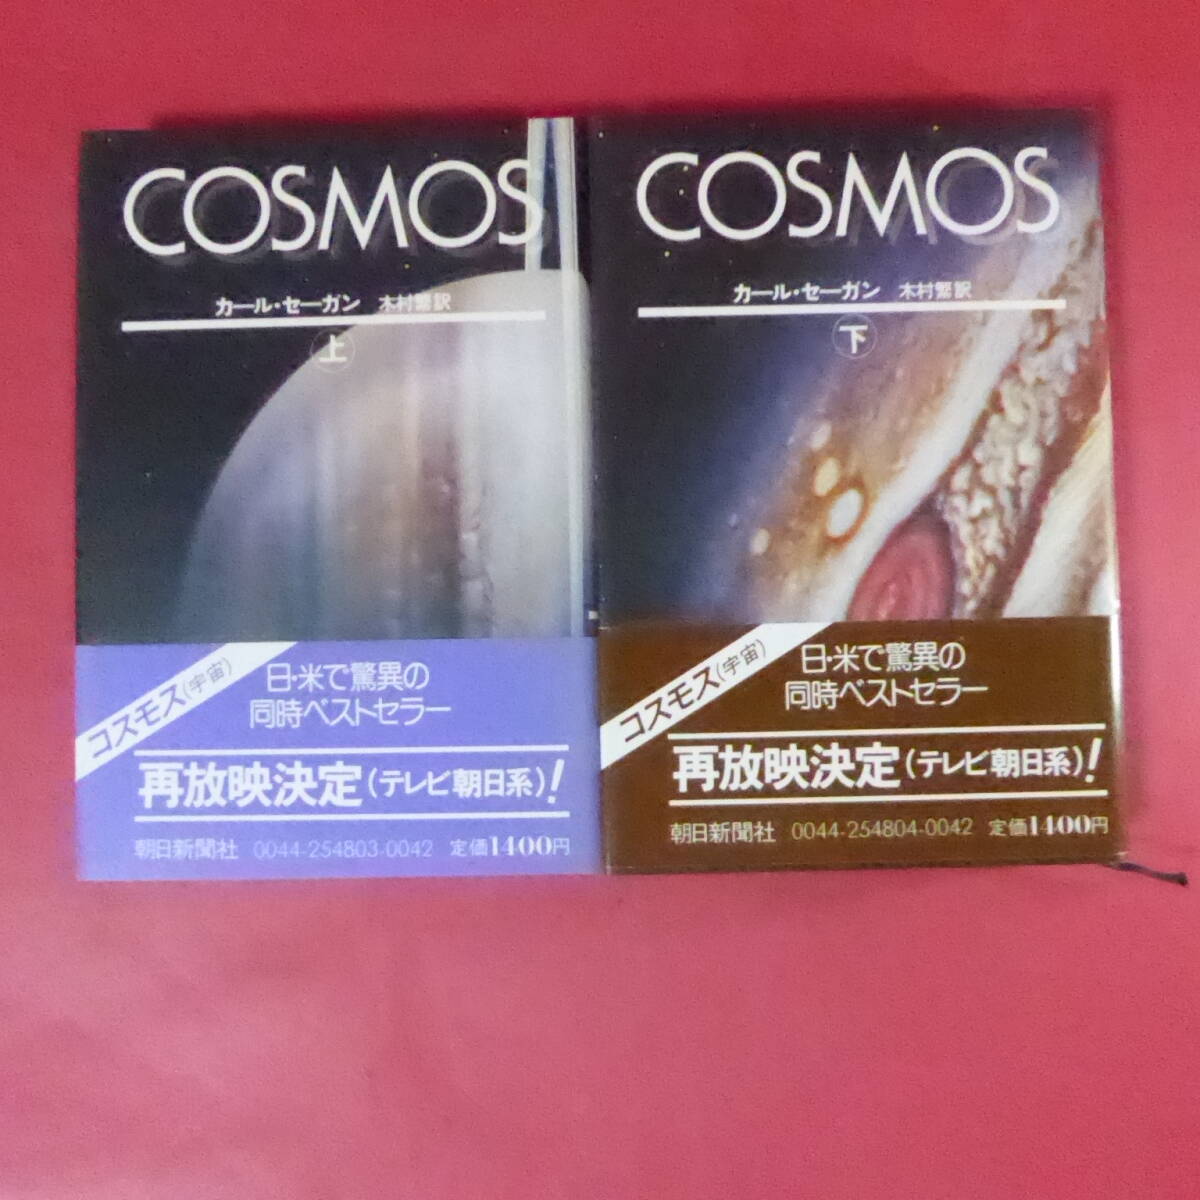 COSMOS
カール・セーガン 木村繁訳
上
コスモス(宇宙)
日・米で驚異の
同時ベストセラー
再放映決定(テレビ朝日系)!
朝日新聞社 0044-254803-0042 定価1400円
COSMOS
カール・セーガン 木村繁訳
下
コスモス(宇宙)
日・米で驚異の
同時ベストセラー
再放映決定(テレビ朝日系)!
朝日新聞社 0044-254804-0042 定価1400円